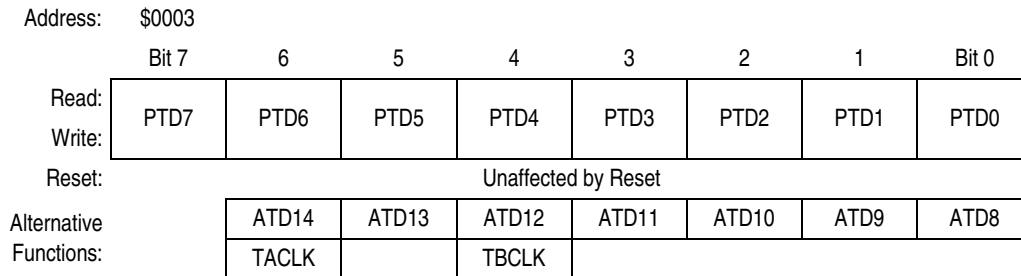 Address: $0003
Bit 7 6 5 4 3 2 1 Bit 0
Read:
Write:
PTD7 PTD6 PTD5 PTD4 PTD3 PTD2 PTD1 PTD0
Reset: Unaffected by Reset
Alternative
Functions:
ATD14 ATD13 ATD12 ATD11 ATD10 ATD9 ATD8
TACLK TBCLK